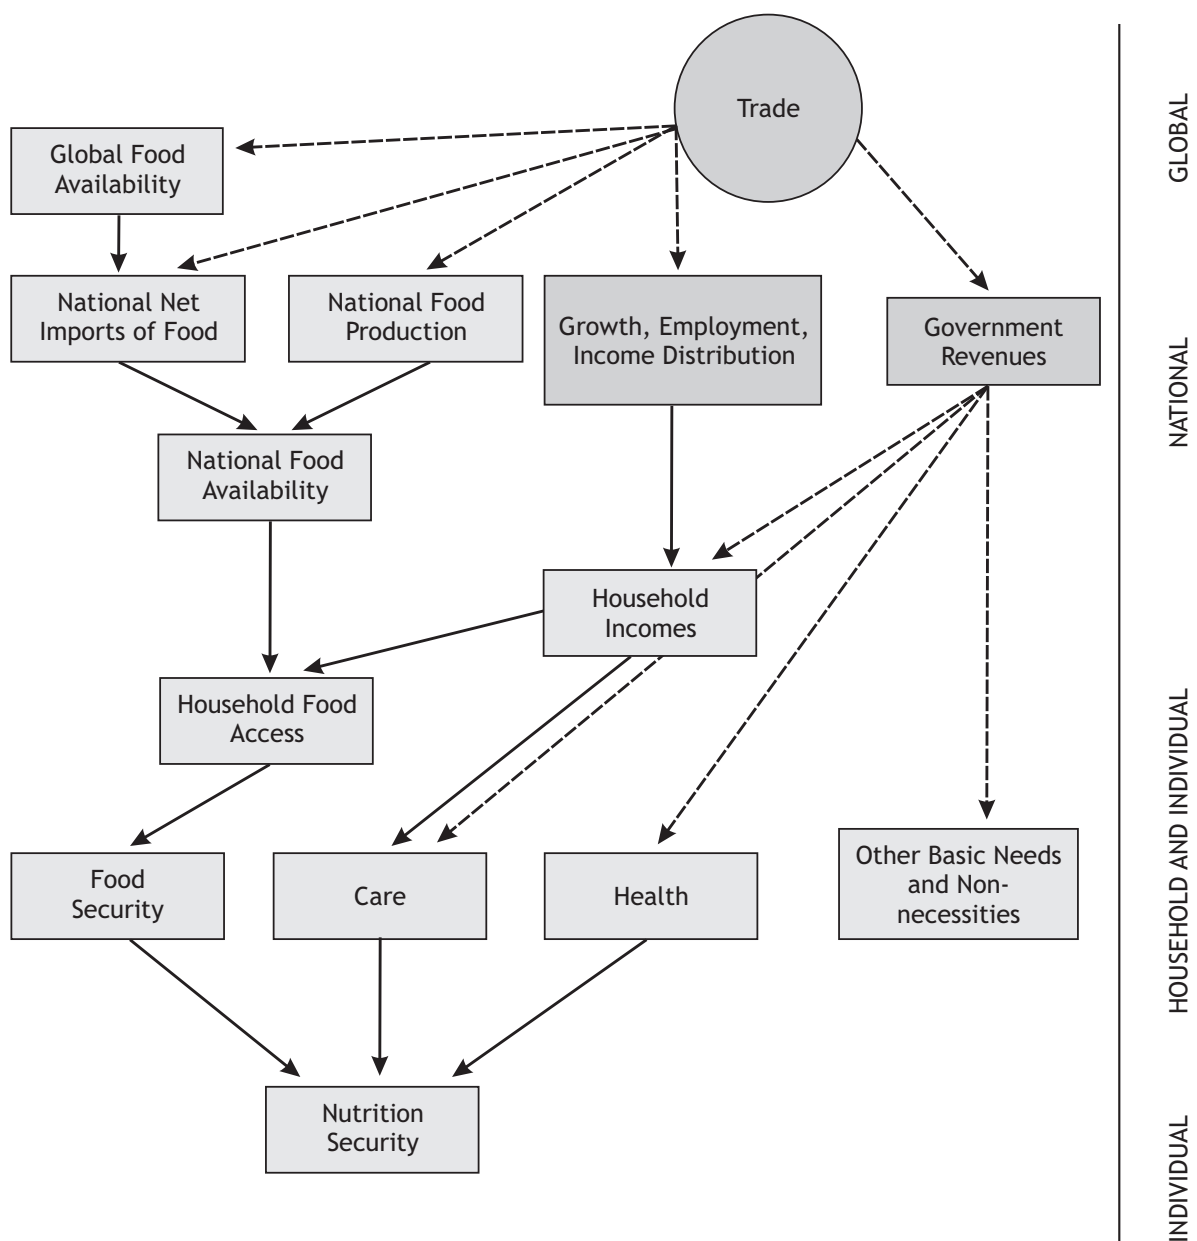 Trade
Global Food
Availability
National Net
Imports of Food
National Food
Production
Growth, Employment,
Income Distribution
Government
Revenues
National Food
Availability
Household
Incomes
Household Food
Access
Food
Security
Care
Health
Other Basic Needs
and Non-
necessities
Nutrition
Security
GLOBAL
NATIONAL
HOUSEHOLD AND INDIVIDUAL
INDIVIDUAL